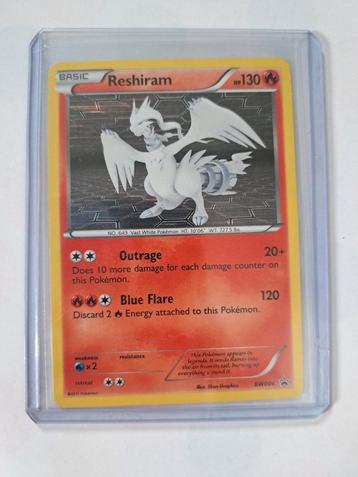 BASIC
Reshiram
HP130
NO. 643 Vast White Pokémon HT. 10'06" WT. 727.5 lbs.
Outrage 20+
Does 10 more damage for each damage counter on
this Pokémon.
Blue Flare 120
Discard 2 Energy attached to this Pokémon.
weakness
resistance
×2
retreat
This Pokémon appears in
legends. It sends flames into
the air from its tail, burning up
everything around it.
Illus. Shin Nagasawa
BW004